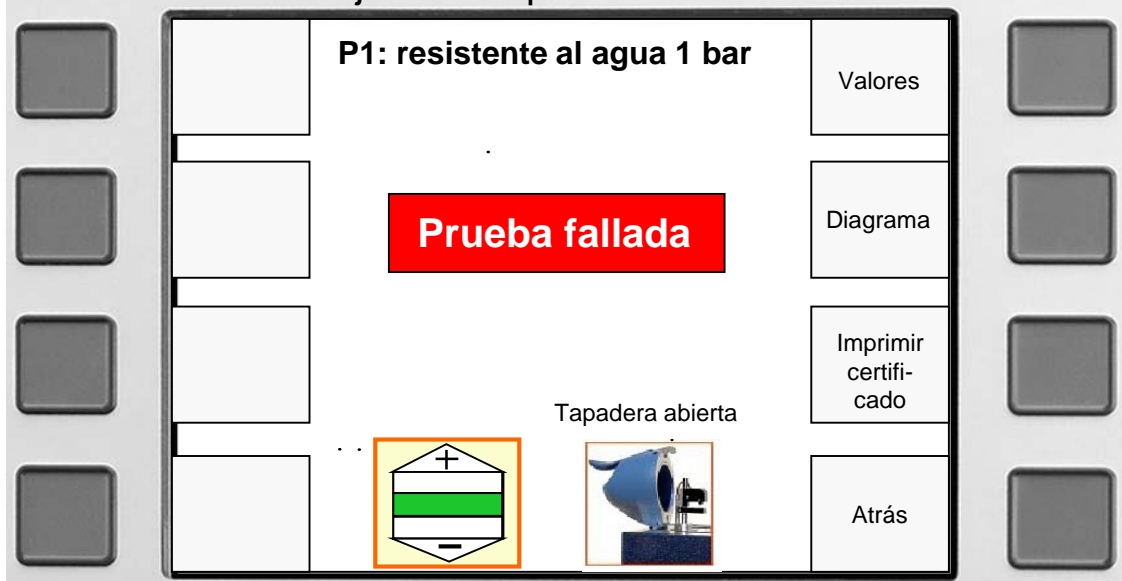 P1: resistente al agua 1 bar
Valores
Prueba fallada
Diagrama
Imprimir
certifi-
cado
Tapadera abierta
+
−
Atrás